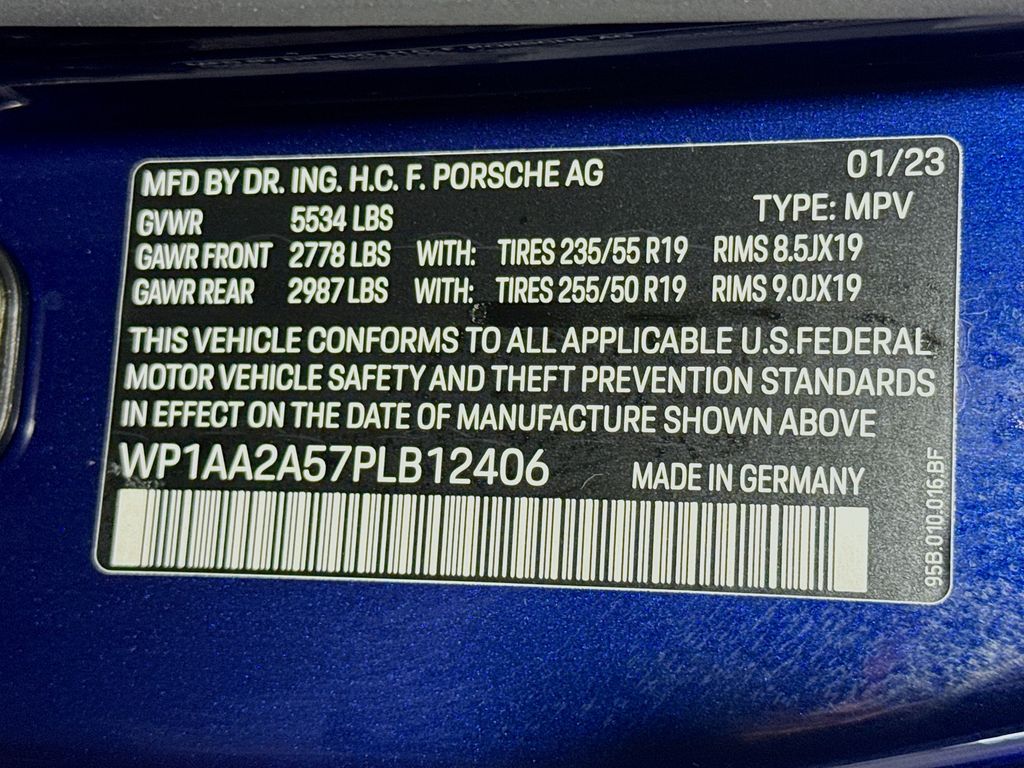 MFD BY DR. ING. H.C. F. PORSCHE AG 01/23
GVWR 5534 LBS TYPE: MPV
GAWR FRONT 2778 LBS WITH: TIRES 235/55 R19 RIMS 8.5JX19
GAWR REAR 2987 LBS WITH: TIRES 255/50 R19 RIMS 9.0JX19
THIS VEHICLE CONFORMS TO ALL APPLICABLE U.S.FEDERAL
MOTOR VEHICLE SAFETY AND THEFT PREVENTION STANDARDS
IN EFFECT ON THE DATE OF MANUFACTURE SHOWN ABOVE
WP1AA2A57PLB12406 MADE IN GERMANY
95B.010.016.BF